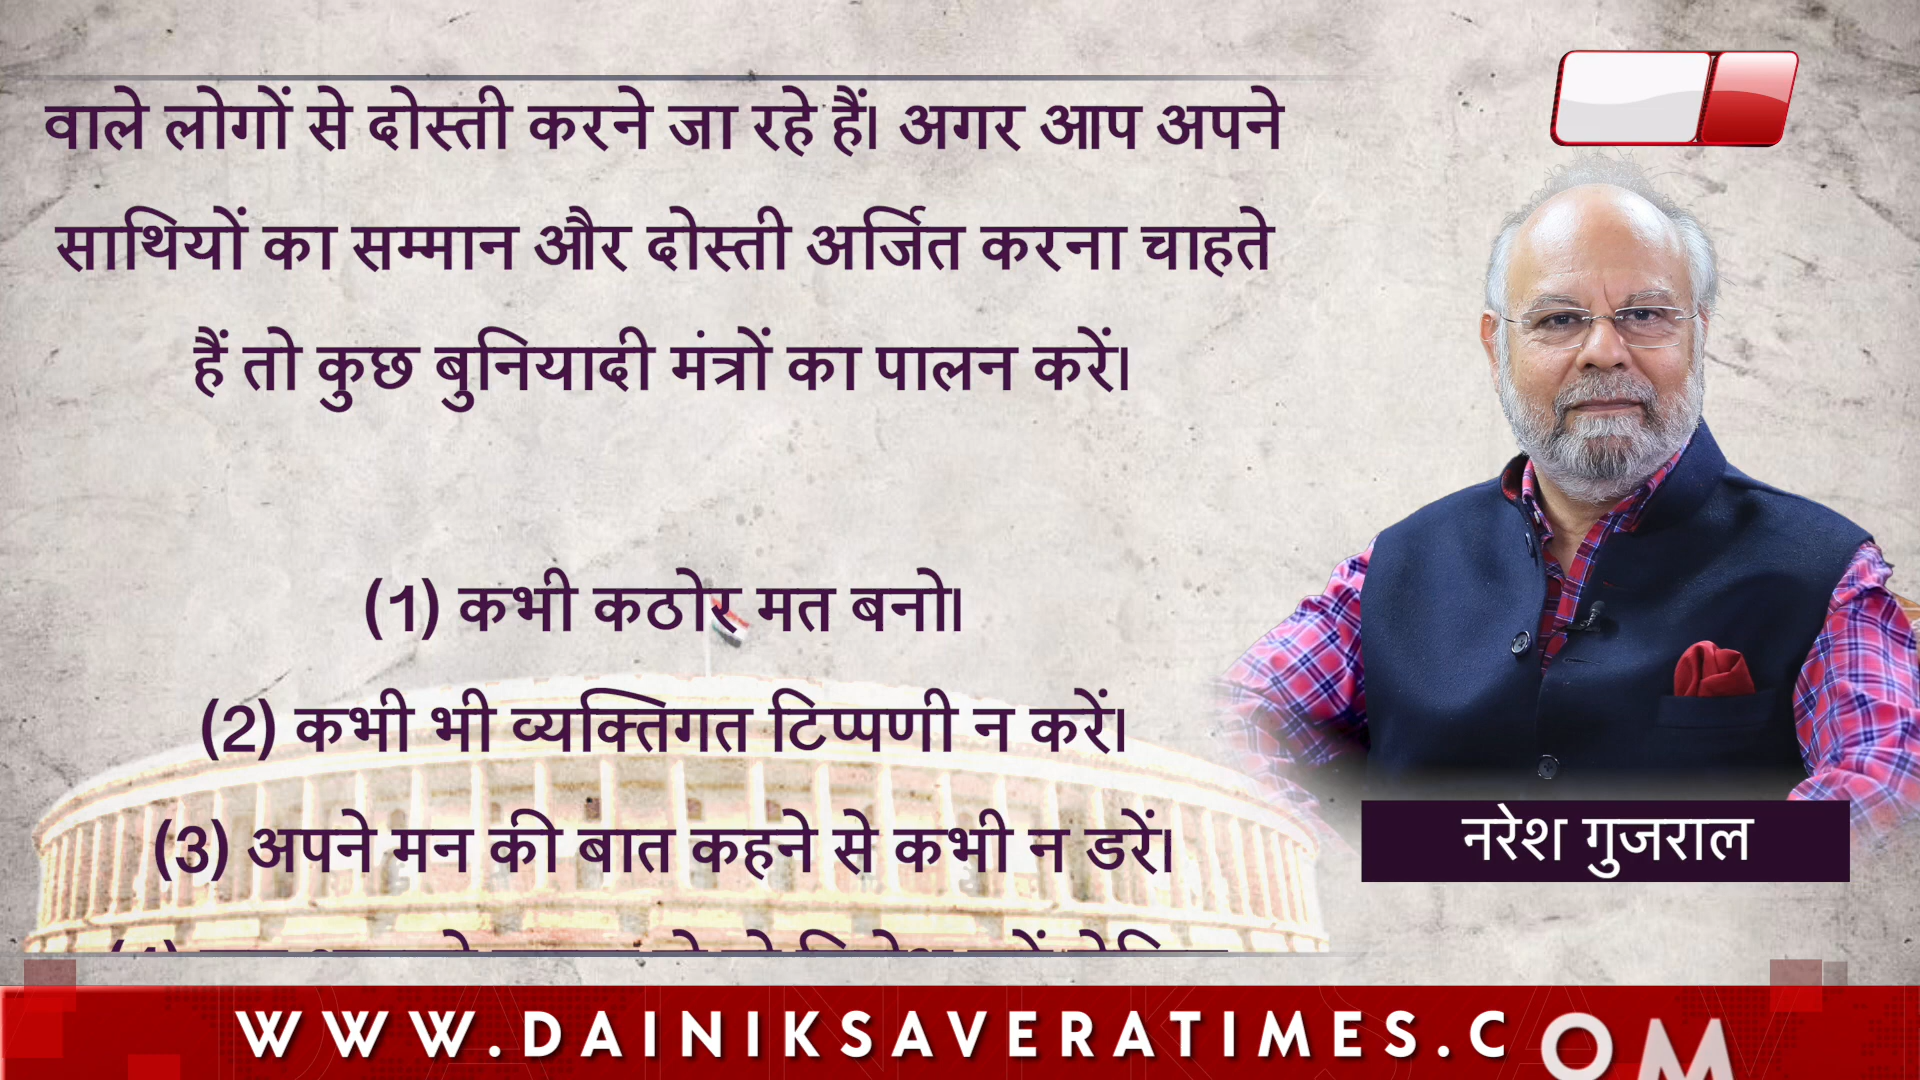 वाले लोगों से दोस्ती करने जा रहे हैं। अगर आप अपने
साथियों का सम्मान और दोस्ती अर्जित करना चाहते
हैं तो कुछ बुनियादी मंत्रों का पालन करें।
(1) कभी कठोर मत बनो।
(2) कभी भी व्यक्तिगत टिप्पणी न करें।
(3) अपने मन की बात कहने से कभी न डरें।
नरेश गुजराल
WWW.DAINIKSAVERATIMES.COM